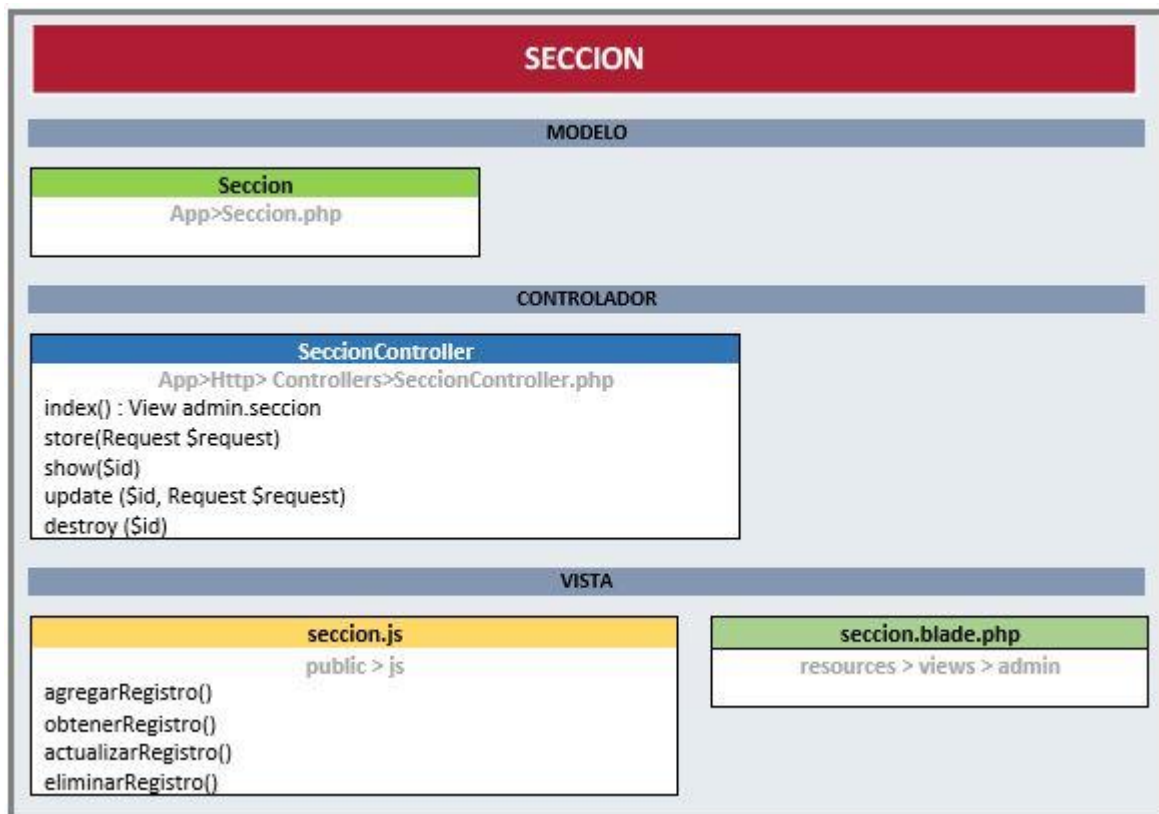 SECCION
MODELO
Seccion
App>Seccion.php
CONTROLADOR
SeccionController
App>Http> Controllers>SeccionController.php
index() : View admin.seccion
store(Request $request)
show($id)
update ($id, Request $request)
destroy ($id)
VISTA
seccion.js
public > js
agregarRegistro()
obtenerRegistro()
actualizarRegistro()
eliminarRegistro()
seccion.blade.php
resources > views > admin